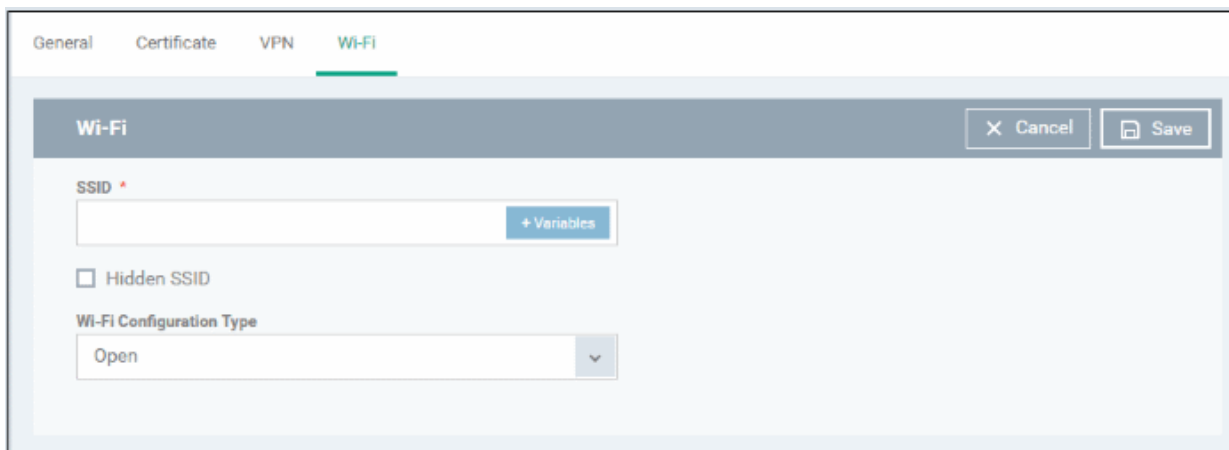 General Certificate VPN Wi-Fi
Wi-Fi × Cancel Save
SSID *
+ Variables
Hidden SSID
Wi-Fi Configuration Type
Open